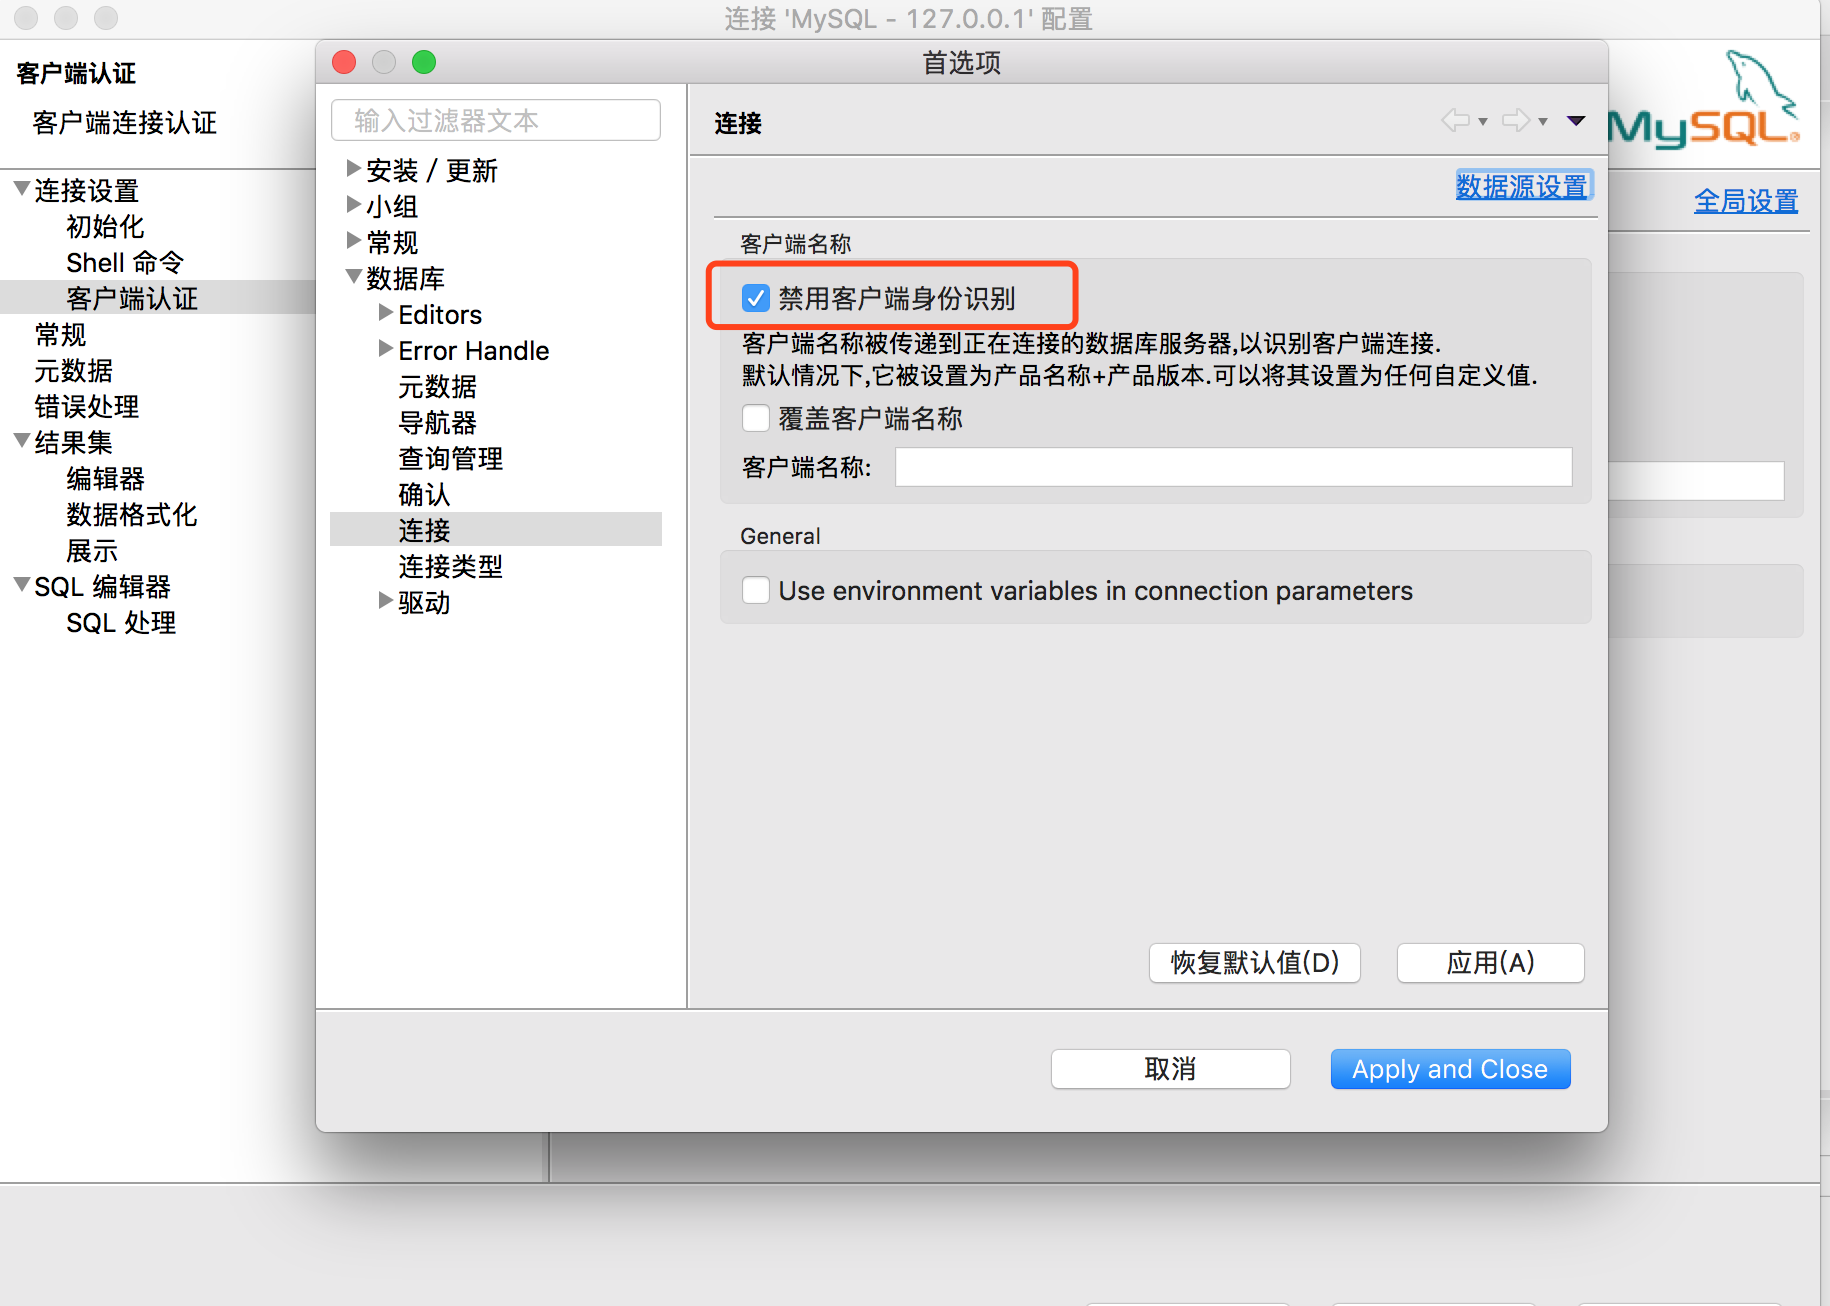 连接 'MySQL - 127.0.0.1' 配置
客户端认证
客户端连接认证
连接设置
初始化
Shell 命令
客户端认证
常规
元数据
错误处理
结果集
编辑器
数据格式化
展示
SQL 编辑器
SQL 处理
首选项
输入过滤器文本
安装 / 更新
小组
常规
数据库
Editors
Error Handle
元数据
导航器
查询管理
确认
连接
连接类型
驱动
连接
数据源设置
客户端名称
禁用客户端身份识别
客户端名称被传递到正在连接的数据库服务器,以识别客户端连接.
默认情况下,它被设置为产品名称+产品版本.可以将其设置为任何自定义值.
覆盖客户端名称
客户端名称:
General
Use environment variables in connection parameters
恢复默认值(D)
应用(A)
取消
Apply and Close
MySQL®
全局设置